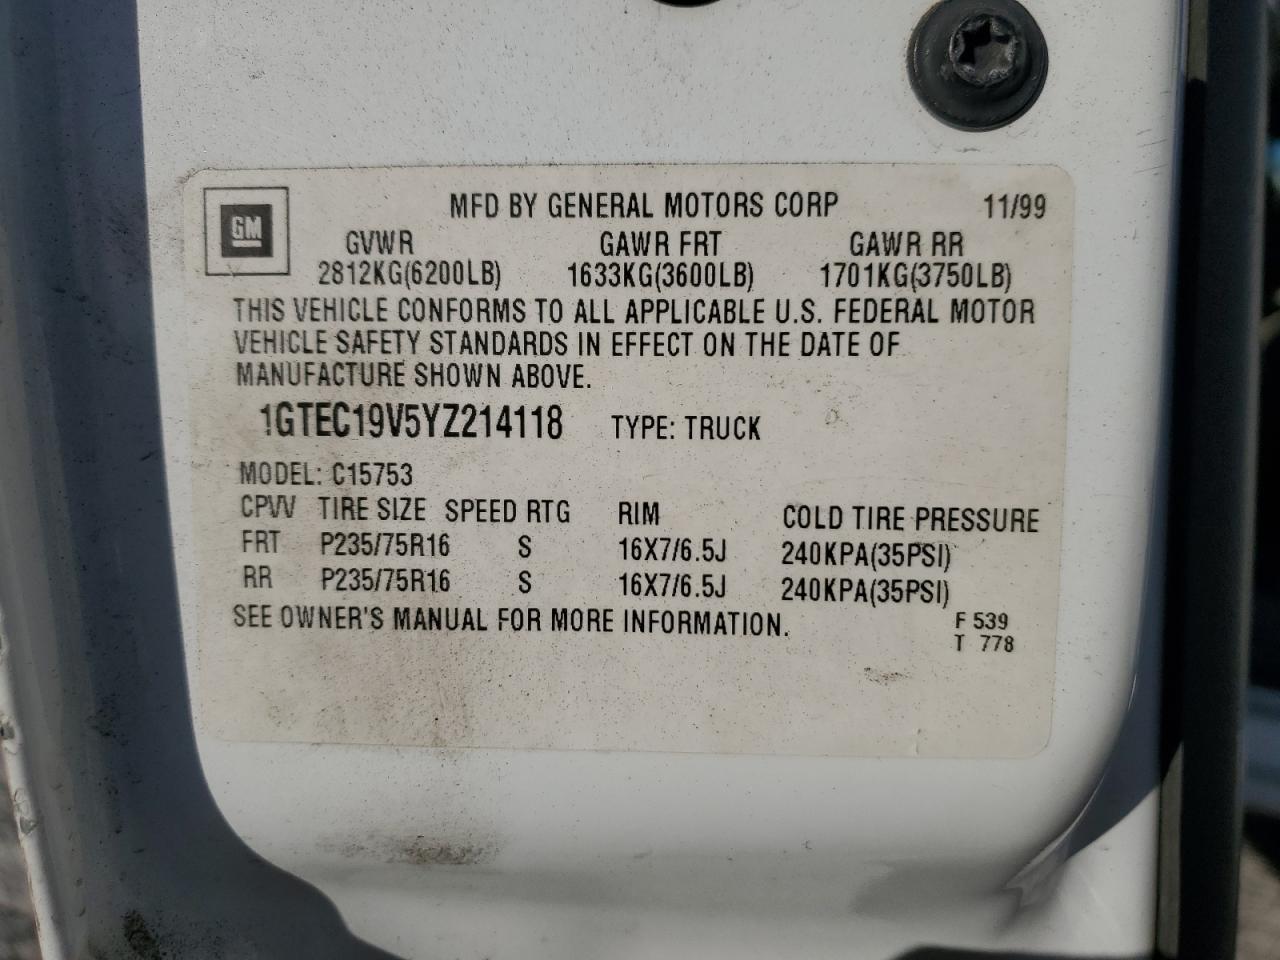 GM
MFD BY GENERAL MOTORS CORP 11/99
GVWR GAWR FRT GAWR RR
2812KG(6200LB) 1633KG(3600LB) 1701KG(3750LB)
THIS VEHICLE CONFORMS TO ALL APPLICABLE U.S. FEDERAL MOTOR
VEHICLE SAFETY STANDARDS IN EFFECT ON THE DATE OF
MANUFACTURE SHOWN ABOVE.
1GTEC19V5YZ214118 TYPE: TRUCK
MODEL: C15753
CPVV TIRE SIZE SPEED RTG RIM COLD TIRE PRESSURE
FRT P235/75R16 S 16X7/6.5J 240KPA(35PSI)
RR P235/75R16 S 16X7/6.5J 240KPA(35PSI)
SEE OWNER'S MANUAL FOR MORE INFORMATION.
F 539
T 778